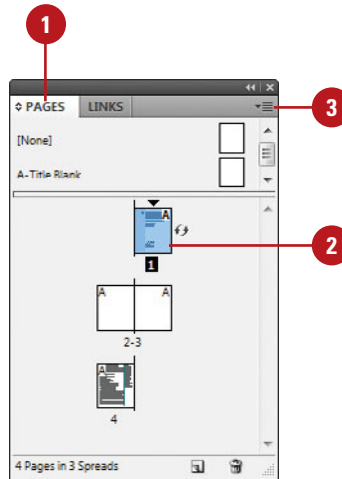 1
PAGES LINKS
3
[None]
A-Title Blank
A
2
1
A A
2-3
A
4
4 Pages in 3 Spreads